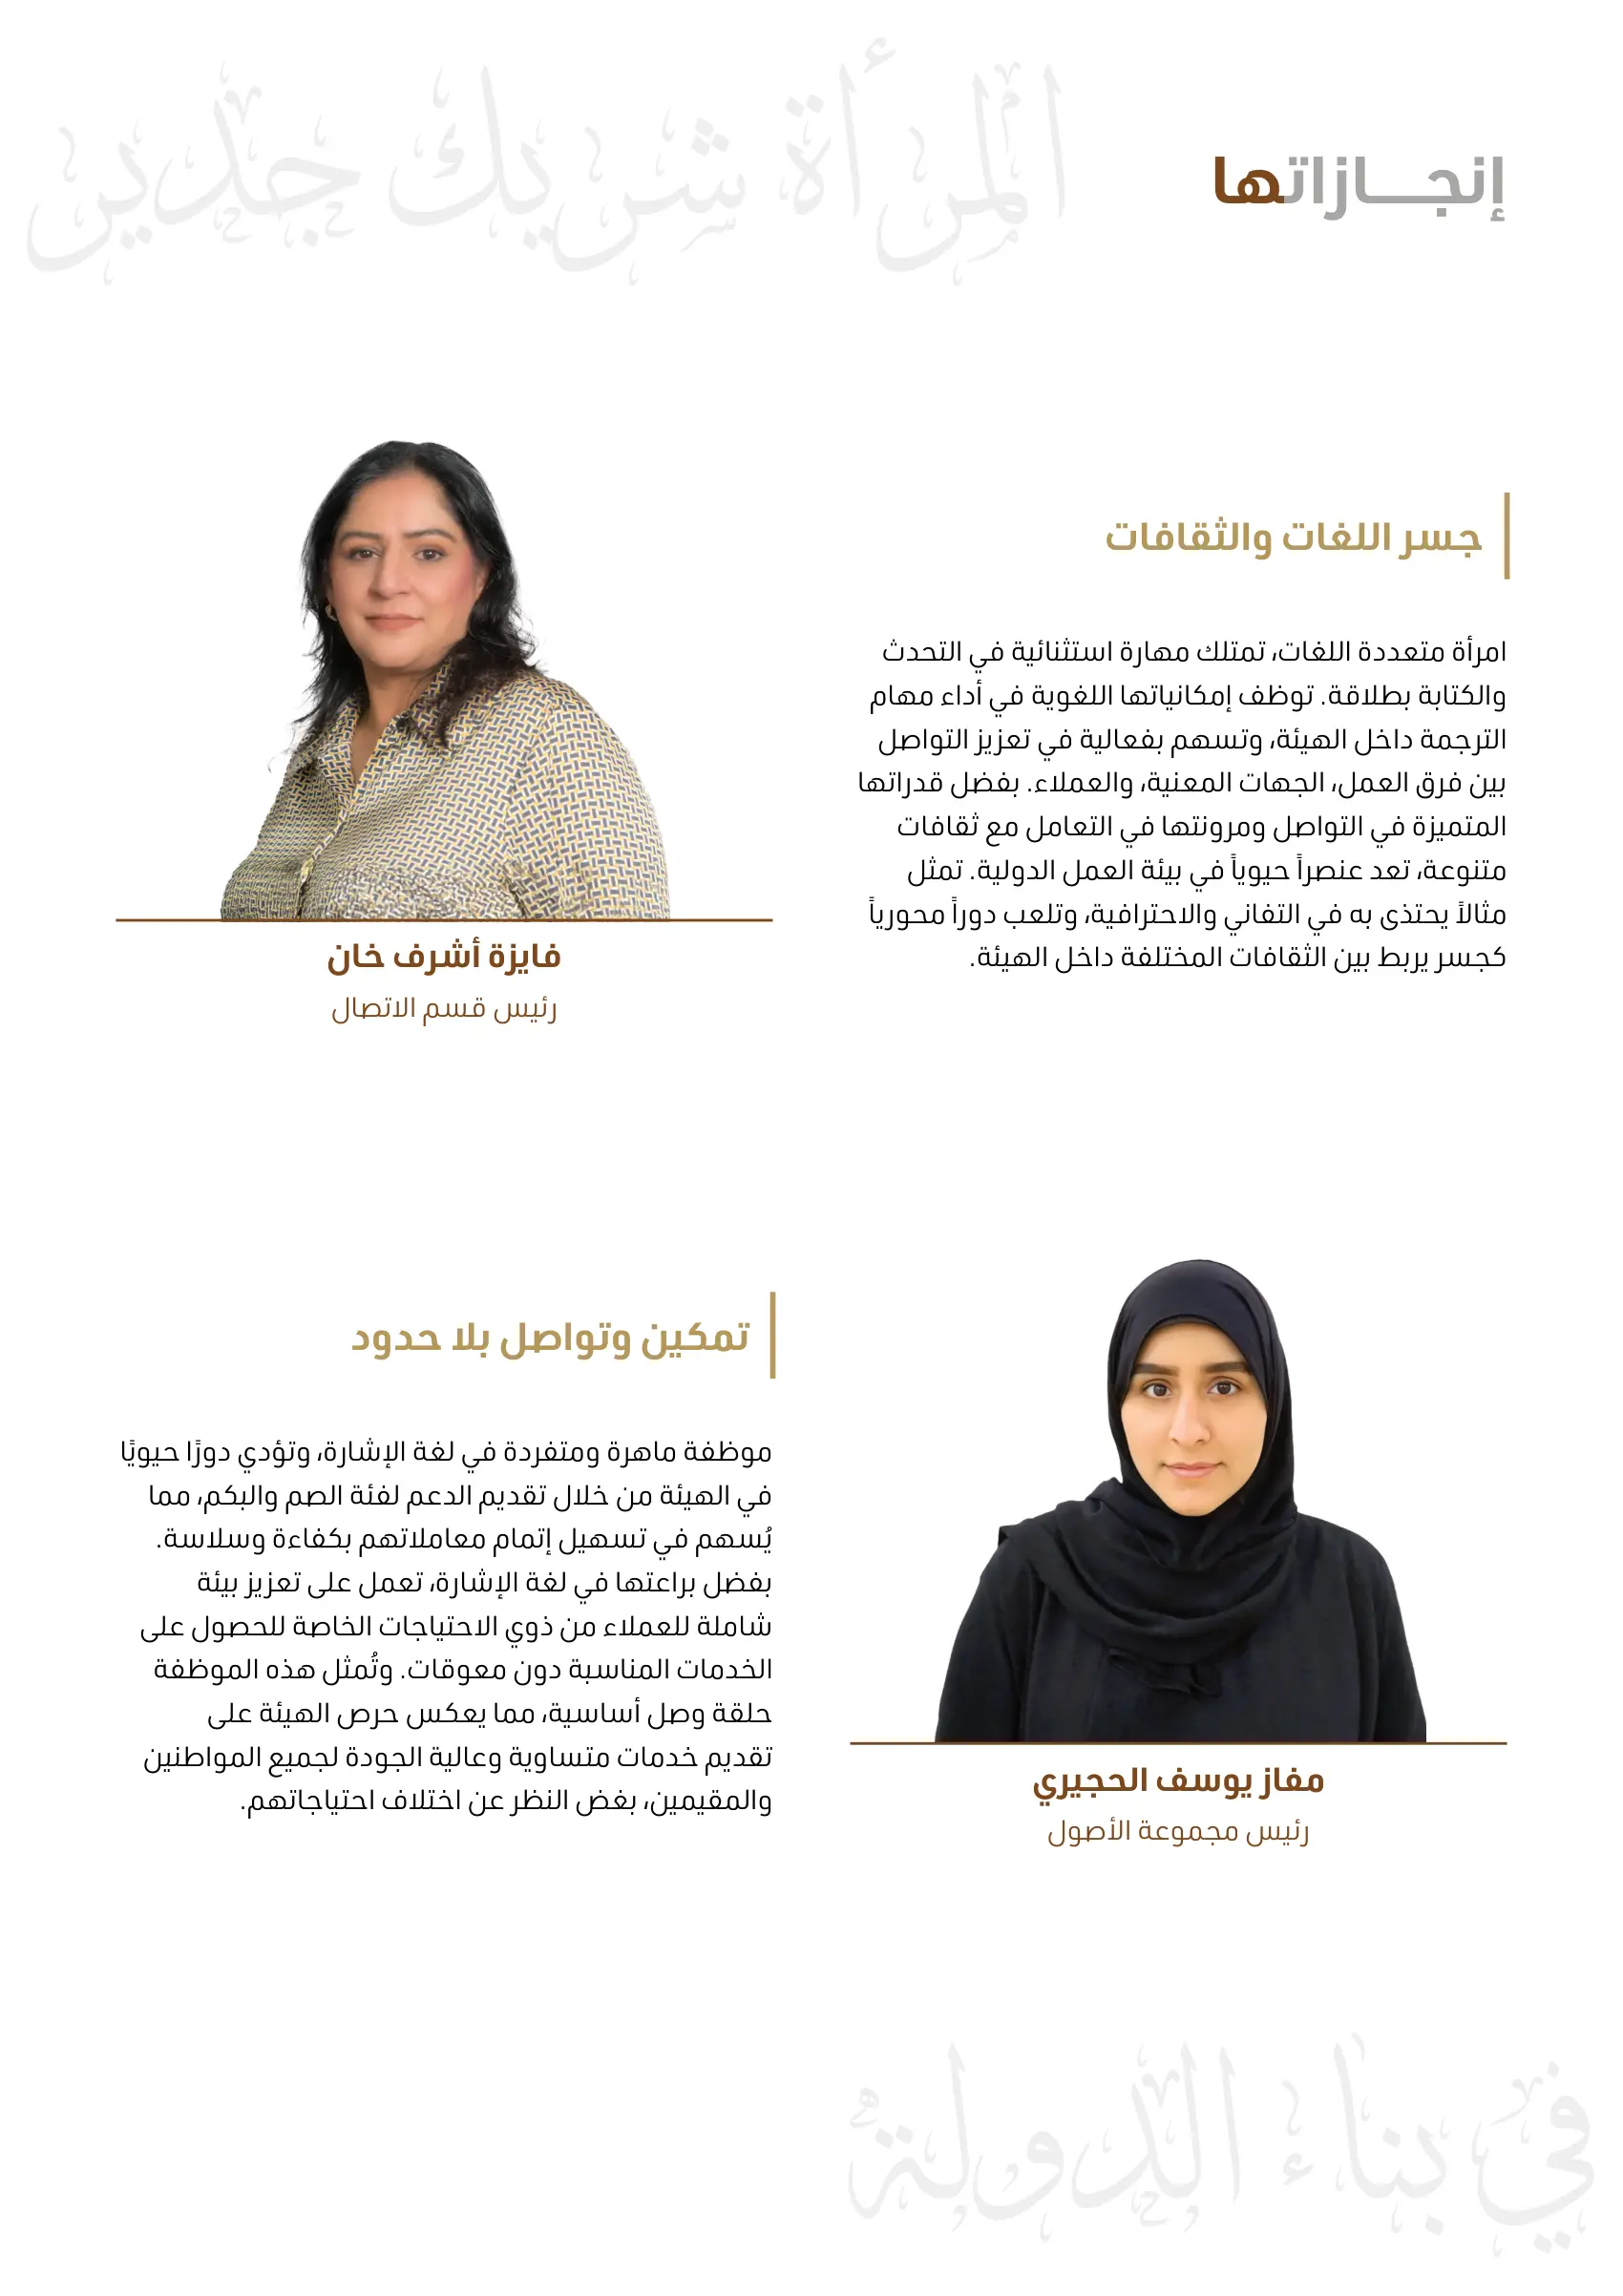 المرأة شريك جدير
إنجـــازاتها
جسر اللغات والثقافات
امرأة متعددة اللغات، تمتلك مهارة استثنائية في التحدث
والكتابة بطلاقة. توظف إمكانياتها اللغوية في أداء مهام
الترجمة داخل الهيئة، وتسهم بفعالية في تعزيز التواصل
بين فرق العمل، الجهات المعنية، والعملاء. بفضل قدراتها
المتميزة في التواصل ومرونتها في التعامل مع ثقافات
متنوعة، تعد عنصراً حيوياً في بيئة العمل الدولية. تمثل
مثالاً يحتذى به في التفاني والاحترافية، وتلعب دوراً محورياً
كجسر يربط بين الثقافات المختلفة داخل الهيئة.
فايزة أشرف خان
رئيس قسم الاتصال
تمكين وتواصل بلا حدود
موظفة ماهرة ومتفردة في لغة الإشارة، وتؤدي دورًا حيويًا
في الهيئة من خلال تقديم الدعم لفئة الصم والبكم، مما
يُسهم في تسهيل إتمام معاملاتهم بكفاءة وسلاسة.
بفضل براعتها في لغة الإشارة، تعمل على تعزيز بيئة
شاملة للعملاء من ذوي الاحتياجات الخاصة للحصول على
الخدمات المناسبة دون معوقات. وتُمثل هذه الموظفة
حلقة وصل أساسية، مما يعكس حرص الهيئة على
تقديم خدمات متساوية وعالية الجودة لجميع المواطنين
والمقيمين، بغض النظر عن اختلاف احتياجاتهم.
مفاز يوسف الحجيري
رئيس مجموعة الأصول
في بناء الدولة